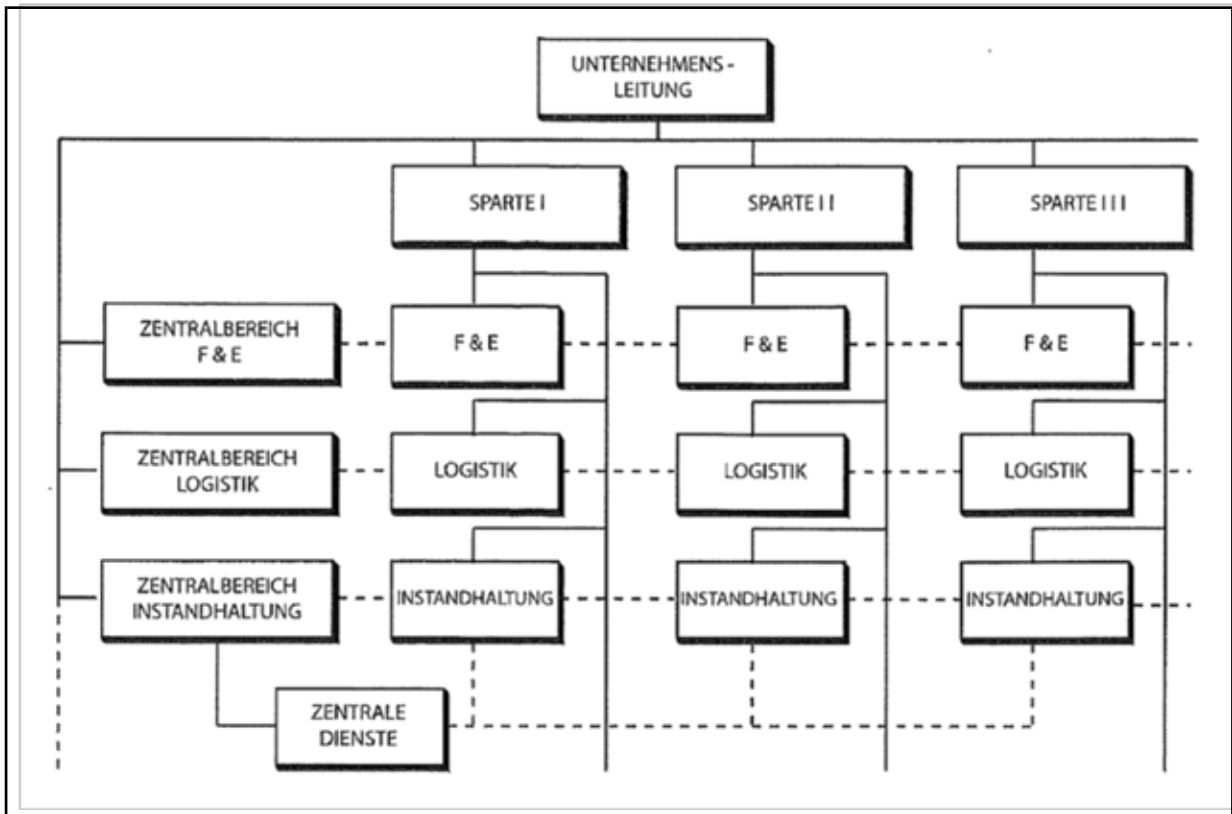 UNTERNEHMENS -
LEITUNG
SPARTE I
SPARTE I I
SPARTE I I I
ZENTRALBEREICH
F & E
F & E
F & E
F & E
ZENTRALBEREICH
LOGISTIK
LOGISTIK
LOGISTIK
LOGISTIK
ZENTRALBEREICH
INSTANDHALTUNG
INSTANDHALTUNG
INSTANDHALTUNG
INSTANDHALTUNG
ZENTRALE
DIENSTE